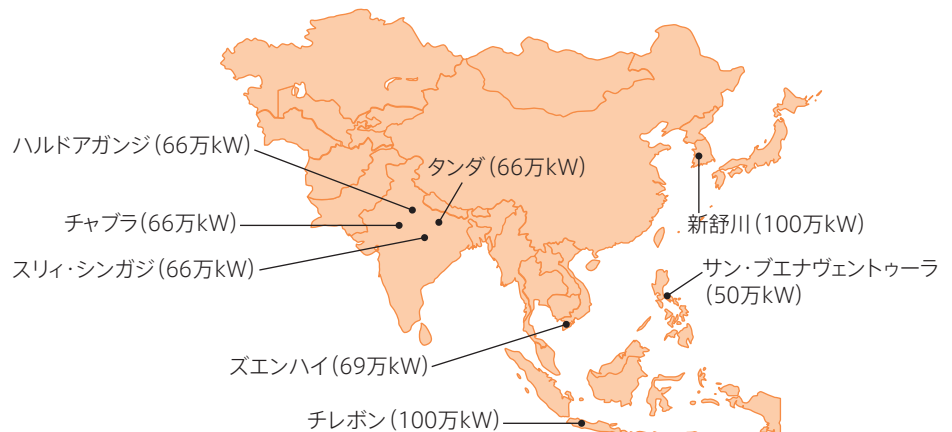 ハルドアガンジ(66万kW)
タンダ(66万kW)
チャブラ(66万kW)
新舒川(100万kW)
スリィ・シンガジ(66万kW)
サン・ブエナヴェントゥーラ
(50万kW)
ズエンハイ(69万kW)
チレボン(100万kW)